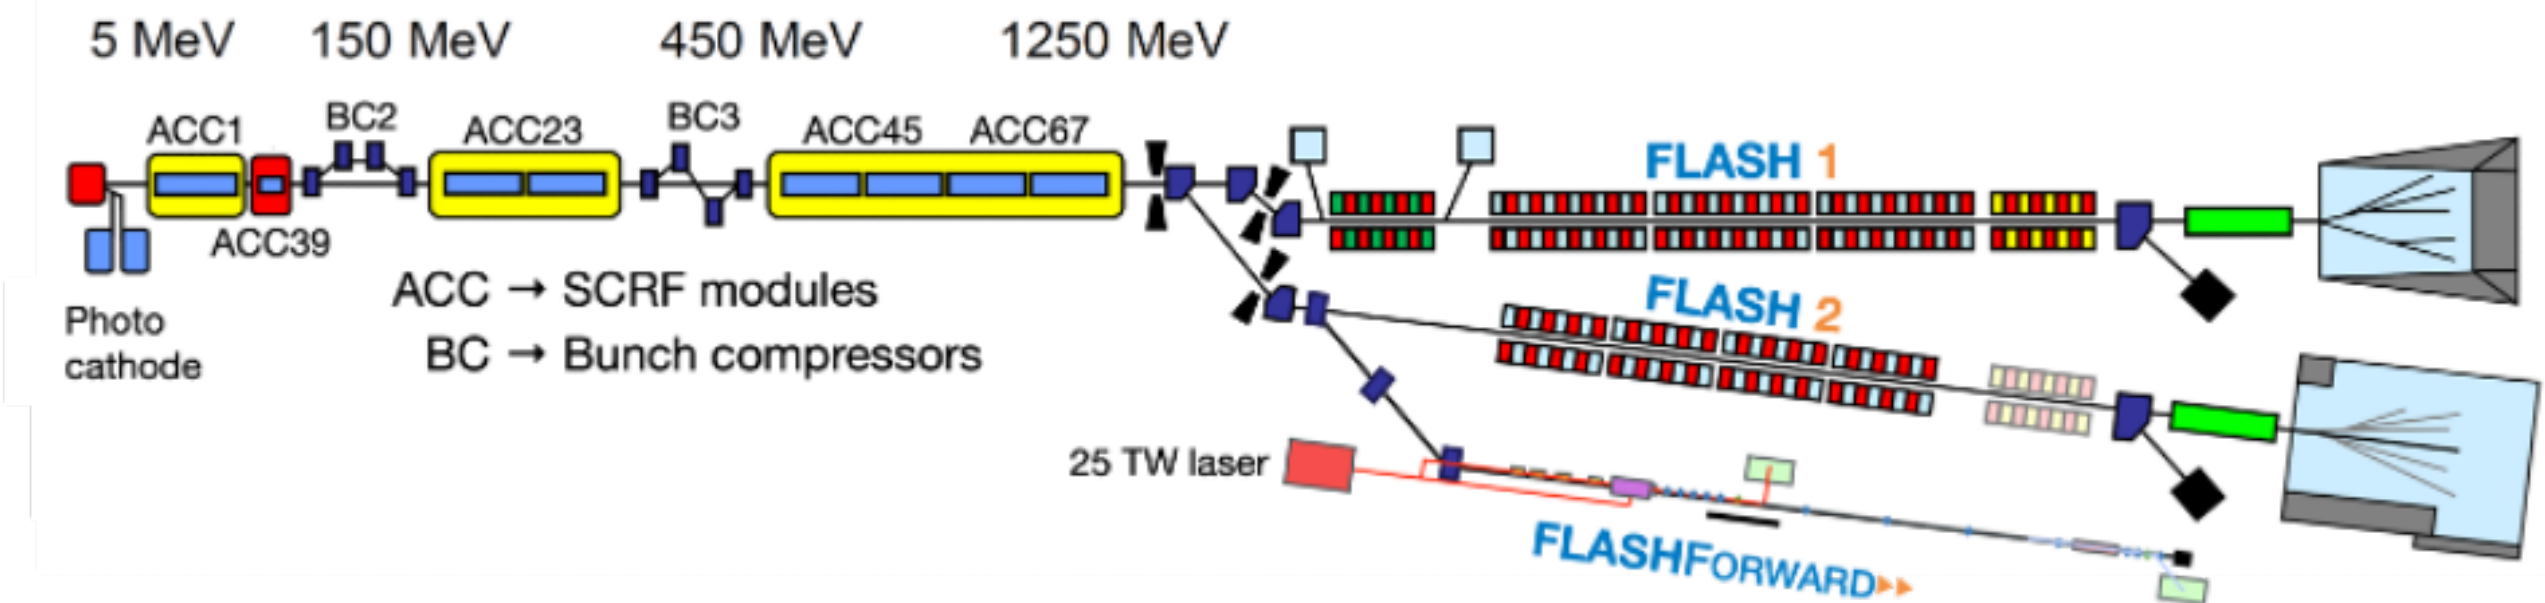 5 MeV 150 MeV 450 MeV 1250 MeV
ACC1 BC2 ACC23 BC3 ACC45 ACC67
ACC39
FLASH 1
ACC → SCRF modules
BC → Bunch compressors
Photo
cathode
FLASH 2
25 TW laser
FLASHFORWARD